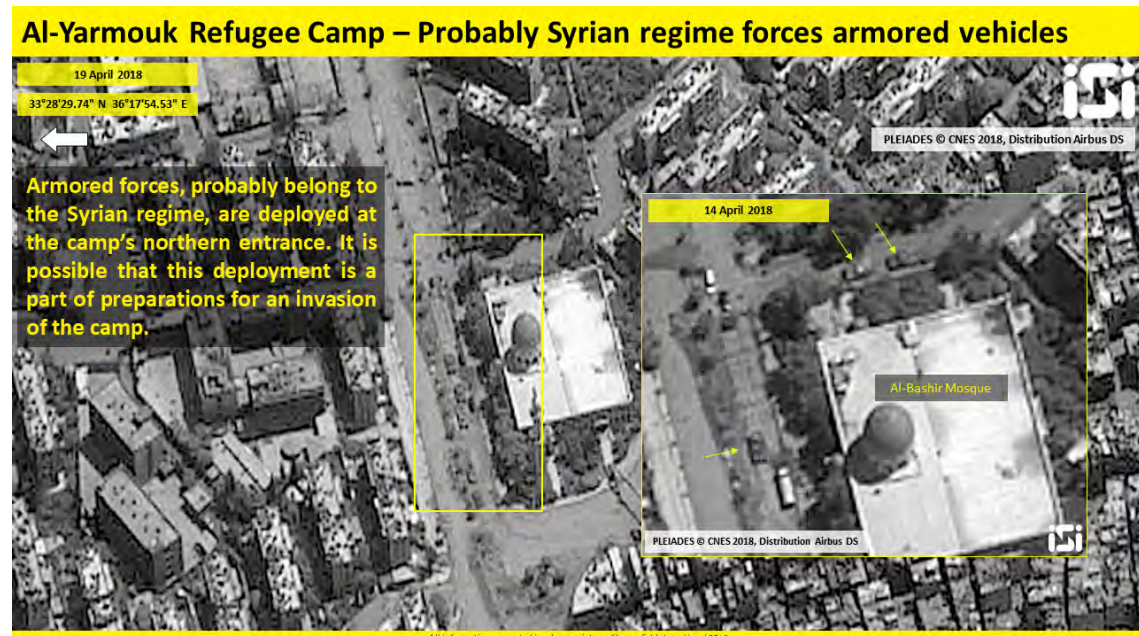 Al-Yarmouk Refugee Camp – Probably Syrian regime forces armored vehicles
19 April 2018
33°28'29.74" N 36°17'54.53" E
iSi
PLEIADES © CNES 2018, Distribution Airbus DS
Armored forces, probably belong to
the Syrian regime, are deployed at
the camp's northern entrance. It is
possible that this deployment is a
part of preparations for an invasion
of the camp.
14 April 2018
Al-Bashir Mosque
PLEIADES © CNES 2018, Distribution Airbus DS
iSi